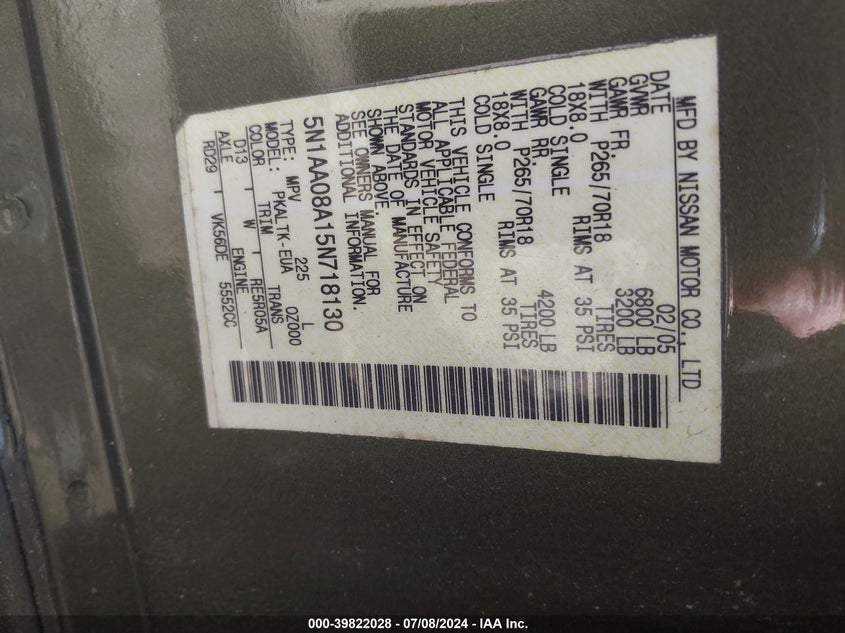 MFD BY NISSAN MOTOR CO., LTD
DATE 02/05
GVWR 6800 LB
GAWR FR. 3200 LB
WITH P265/70R18 TIRES
18X8.0 RIMS AT 35 PSI
COLD SINGLE
GAWR RR. 4200 LB
WITH P265/70R18 TIRES
18X8.0 RIMS AT 35 PSI
COLD SINGLE
THIS VEHICLE CONFORMS TO
ALL APPLICABLE FEDERAL
MOTOR VEHICLE SAFETY
STANDARDS IN EFFECT ON
THE DATE OF MANUFACTURE
SHOWN ABOVE.
SEE OWNERS MANUAL FOR
ADDITIONAL INFORMATION.
5N1AA08A15N718130
TYPE: MPV 225 L
MODEL: PKALTK-EUA 0Z000
COLOR TRIM TRANS
D13 W RE5R05A
AXLE ENGINE
RD29 VK56DE 5552CC
000-39822028 - 07/08/2024 - IAA Inc.